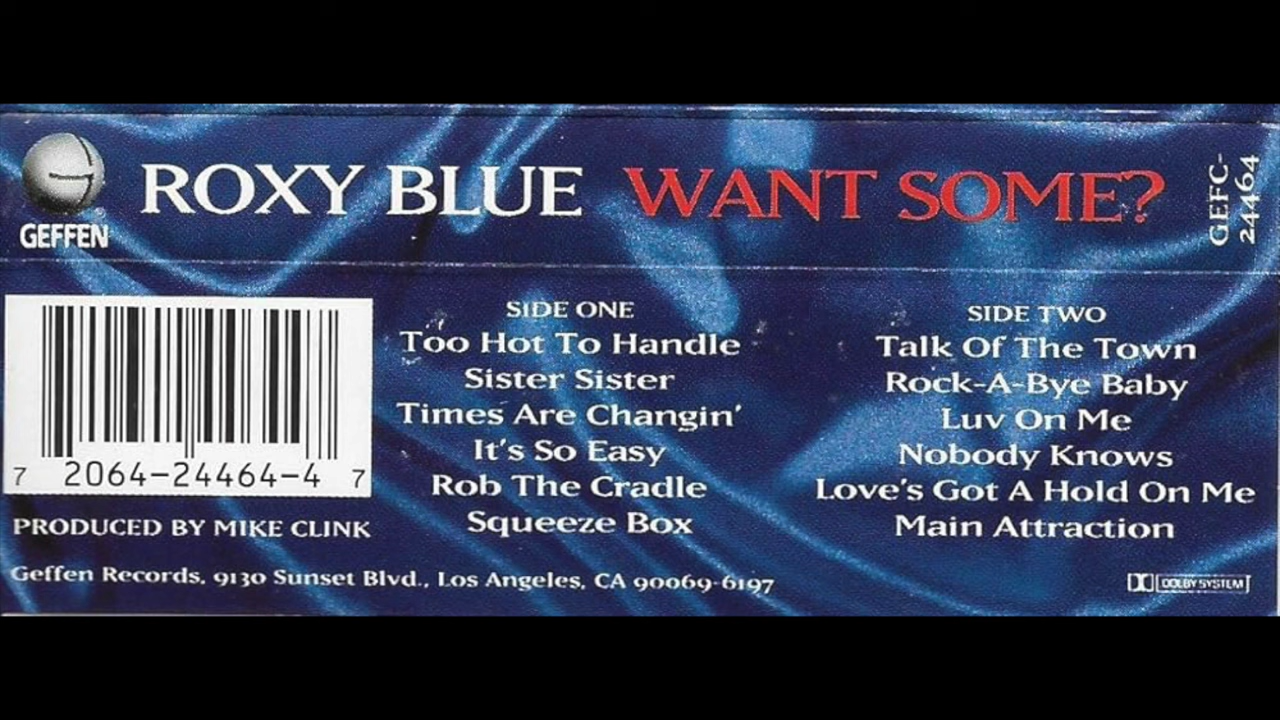 GEFFEN
ROXY BLUE WANT SOME?
GEFC-
24464
SIDE ONE
Too Hot To Handle
Sister Sister
Times Are Changin'
It's So Easy
Rob The Cradle
Squeeze Box
SIDE TWO
Talk Of The Town
Rock-A-Bye Baby
Luv On Me
Nobody Knows
Love's Got A Hold On Me
Main Attraction
7 2064-24464-4 7
PRODUCED BY MIKE CLINK
Geffen Records, 9130 Sunset Blvd., Los Angeles, CA 90069-6197
DOLBY SYSTEM